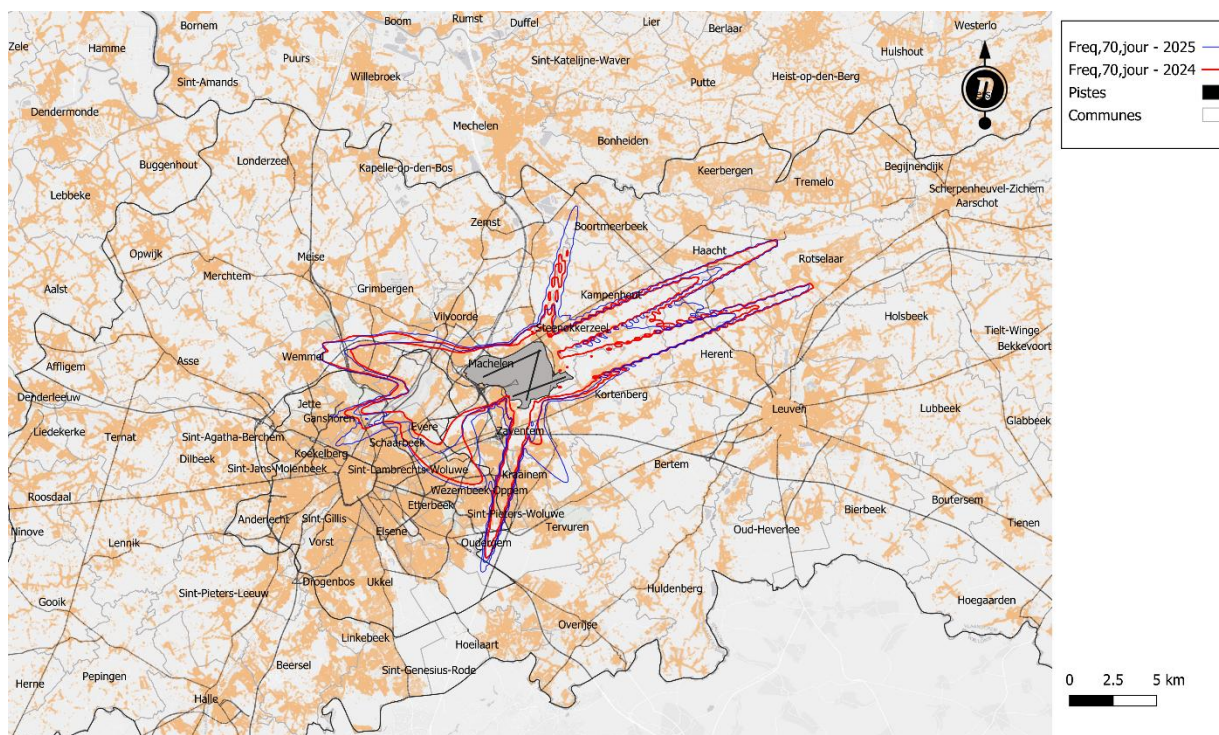 Bornem
Boom
Rumst
Duffel
Lier
Berlaar
Westerlo
Zele
Hamme
Puurs
Sint-Katelijne-Waver
Hulshout
Sint-Amands
Willebroek
Putte
Heist-op-den-Berg
Dendermonde
Mechelen
Bonheiden
Buggenhout
Londerzeel
Kapelle-op-den-Bos
Keerbergen
Tremelo
Begijnendijk
Lebbeke
Scherpenheuvel-Zichem
Aarschot
Zemst
Boortmeerbeek
Opwijk
Meise
Haacht
Rotselaar
Merchtem
Aalst
Grimbergen
Kampenhout
Vilvoorde
Holsbeek
Steenokkerzeel
Tielt-Winge
Bekkevoort
Wemmel
Asse
Machelen
Herent
Affligem
Denderleeuw
Kortenberg
Jette
Leuven
Lubbeek
Ganshoren
Glabbeek
Liedekerke
Ternat
Sint-Agatha-Berchem
Evere
Zaventem
Schaarbeek
Dilbeek
Koekelberg
Sint-Jans-Molenbeek
Sint-Lambrechts-Woluwe
Kraainem
Bertem
Roosdaal
Wezembeek-Oppem
Boutersem
Etterbeek
Sint-Pieters-Woluwe
Bierbeek
Anderlecht
Sint-Gillis
Tervuren
Oud-Heverlee
Tienen
Ninove
Lennik
Vorst
Elsene
Oudergem
Drogenbos
Ukkel
Sint-Pieters-Leeuw
Huldenberg
Gooik
Hoegaarden
Linkebeek
Overijse
Hoeilaart
Beersel
Sint-Genesius-Rode
Herne
Pepingen
Halle
Freq,70,jour - 2025
Freq,70,jour - 2024
Pistes
Communes
0 2.5 5 km